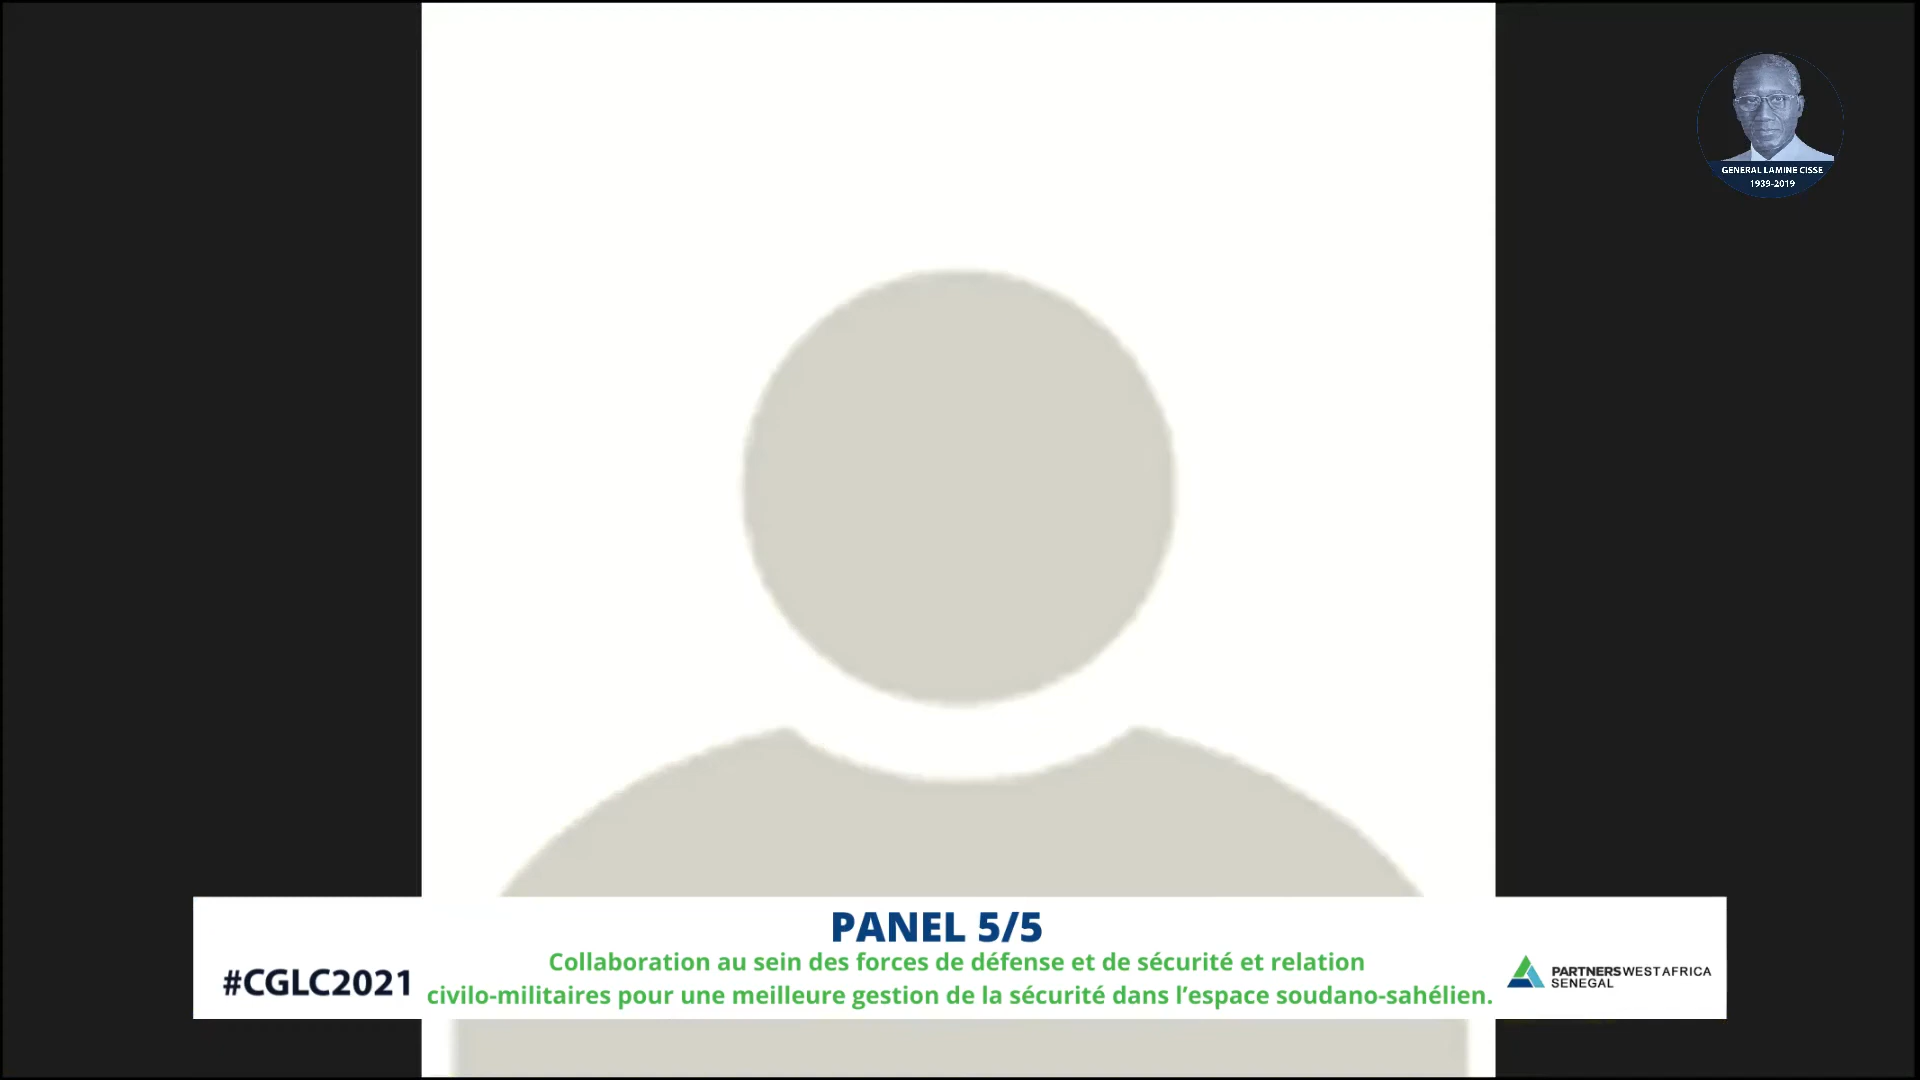 GENERAL LAMINE CISSE
1939-2019
PANEL 5/5
Collaboration au sein des forces de défense et de sécurité et relation
civilo-militaires pour une meilleure gestion de la sécurité dans l'espace soudano-sahélien.
#CGLC2021
PARTNERS WEST AFRICA
SENEGAL